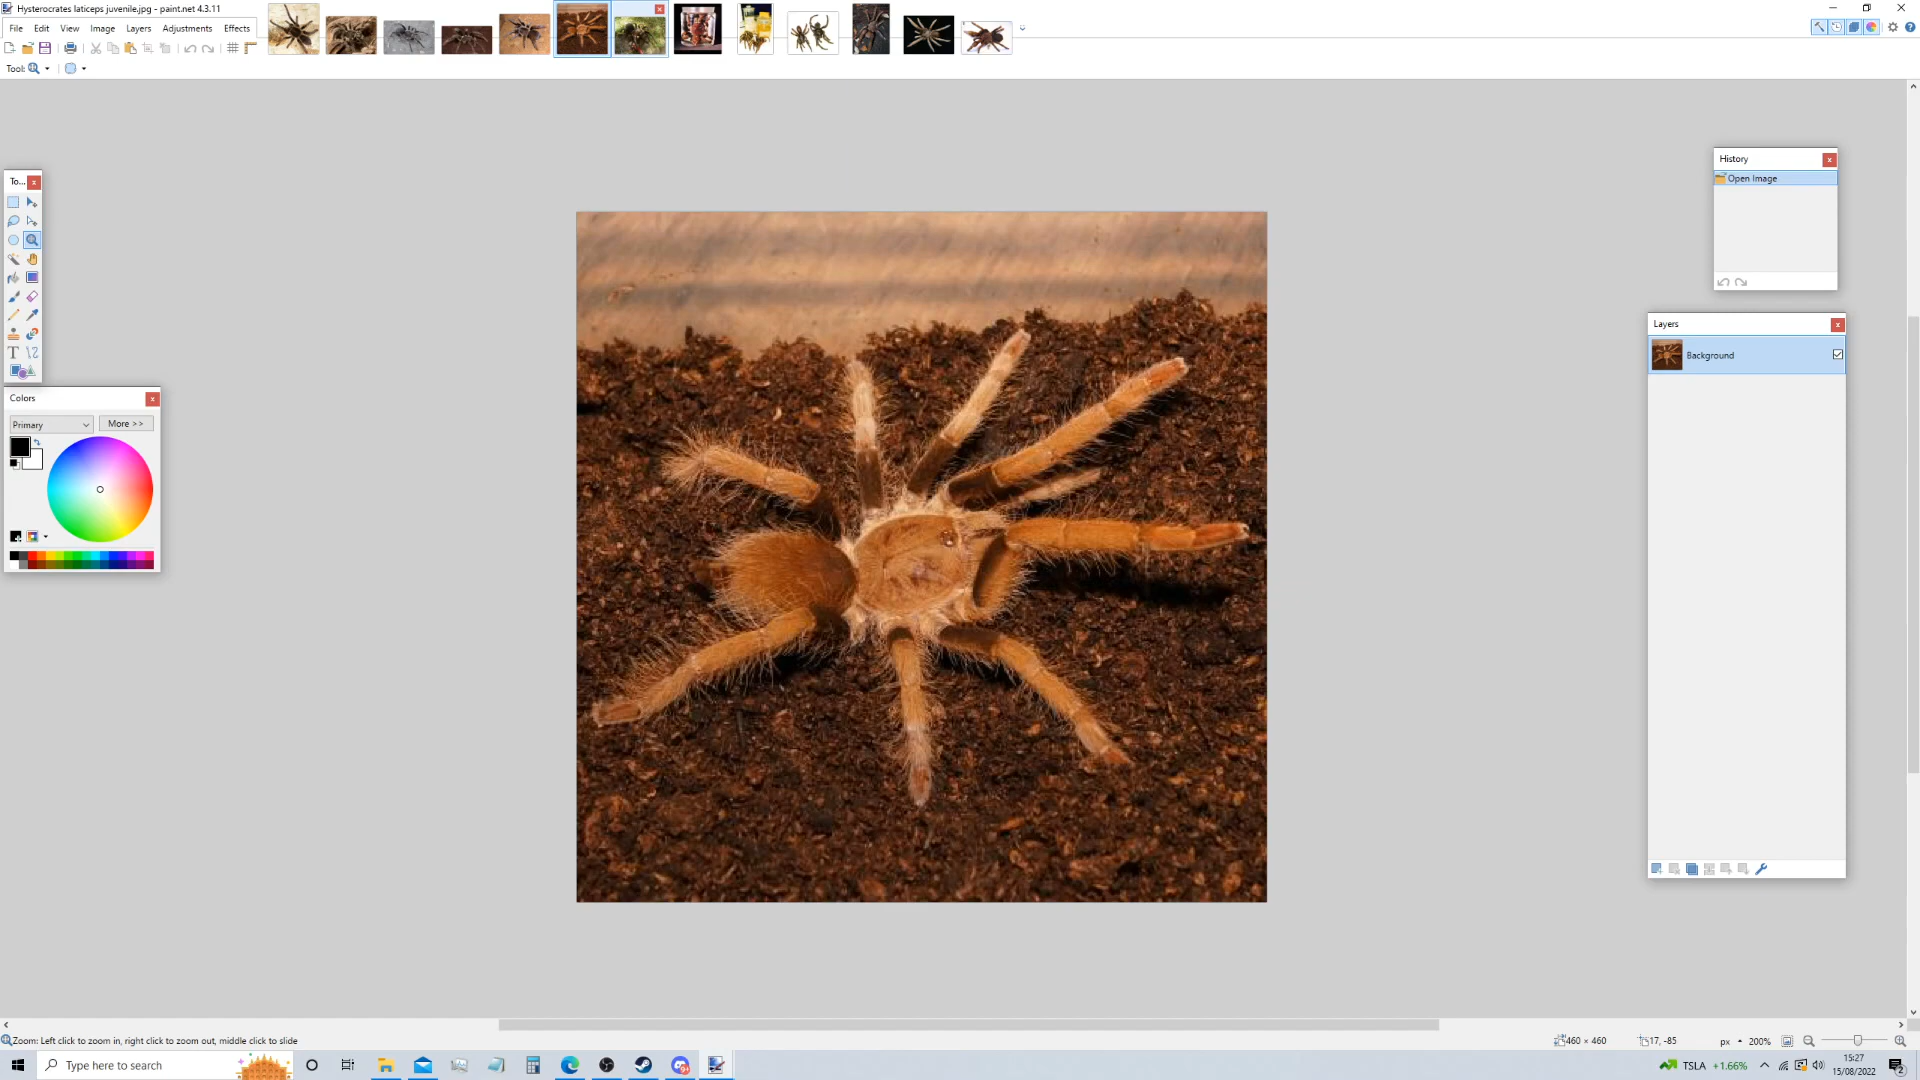 Hysterocrates laticeps juvenile.jpg - paint.net 4.3.11
File Edit View Image Layers Adjustments Effects
Tool:
To...
History
Open Image
Layers
Background
Colors
Primary
More >>
Zoom: Left click to zoom in, right click to zoom out, middle click to slide
460 × 460
17, -85
px
200%
Type here to search
TSLA +1.66%
15:27
15/08/2022